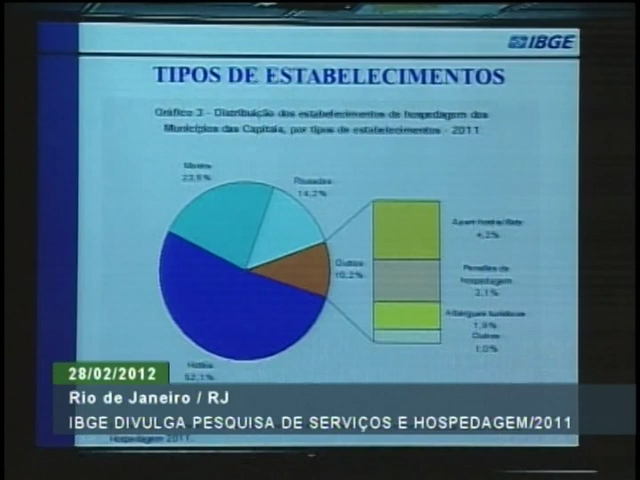 IBGE
TIPOS DE ESTABELECIMENTOS
Gráfico 3 - Distribuição dos estabelecimentos de hospedagem dos
Municípios das Capitais, por tipos de estabelecimentos - 2011
Motéis
23,5%
Pousadas
14,2%
Outros
10,2%
Apart-hotéis/flats
4,2%
Pensões de
hospedagem
3,1%
Albergues turísticos
1,9%
Outros
1,0%
Hotéis
52,1%
28/02/2012
Rio de Janeiro / RJ
IBGE DIVULGA PESQUISA DE SERVIÇOS E HOSPEDAGEM/2011
Hospedagem 2011.